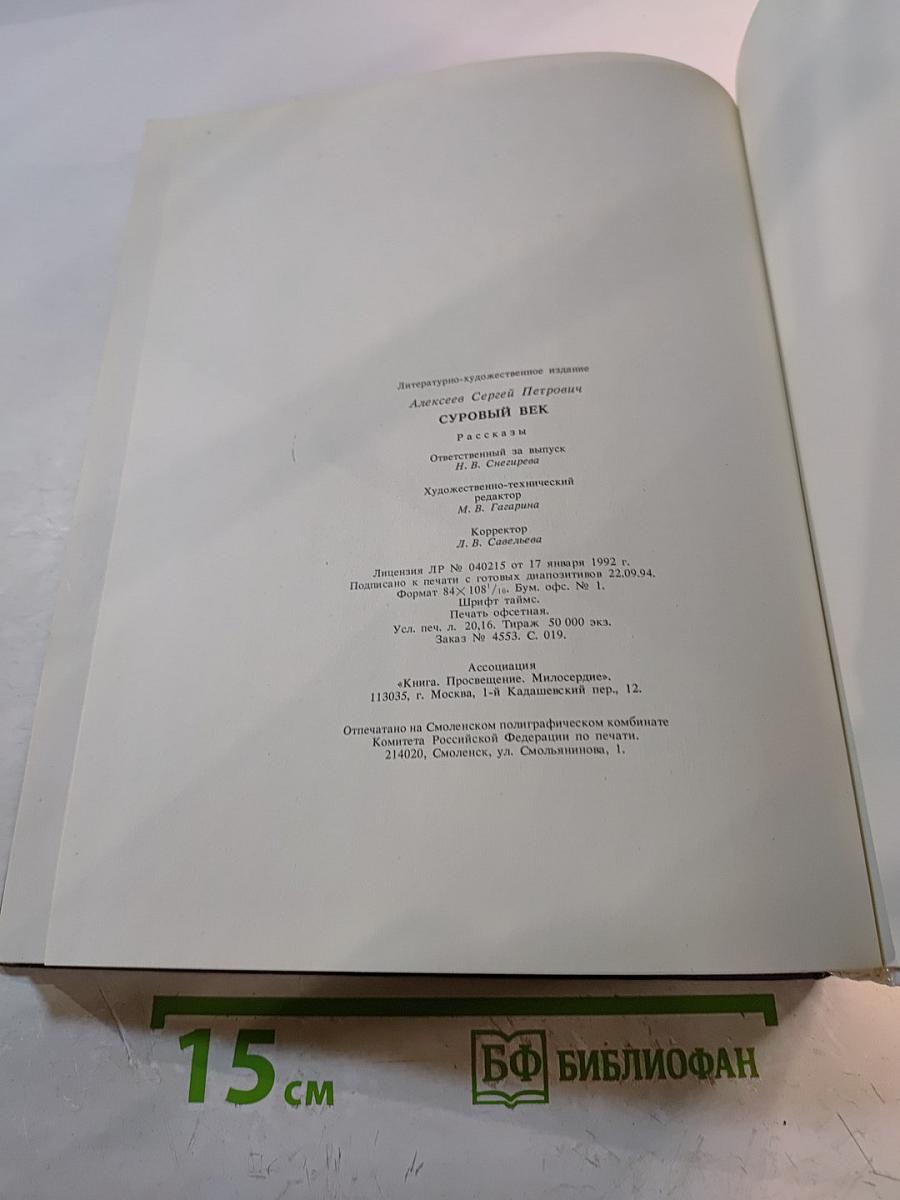 Литературно-художественное издание
Алексеев Сергей Петрович
СУРОВЫЙ ВЕК
Рассказы
Ответственный за выпуск
Н. В. Снегирева
Художественно-технический
редактор
М. В. Гагарина
Корректор
Л. В. Савельева
Лицензия ЛР № 040215 от 17 января 1992 г.
Подписано к печати с готовых диапозитивов 22.09.94.
Формат 84×108¹/₁₆. Бум. офс. № 1.
Шрифт таймс.
Печать офсетная.
Усл. печ. л. 20,16. Тираж 50 000 экз.
Заказ № 4553. С. 019.
Ассоциация
«Книга. Просвещение. Милосердие».
113035, г. Москва, 1-й Кадашевский пер., 12.
Отпечатано на Смоленском полиграфическом комбинате
Комитета Российской Федерации по печати.
214020, Смоленск, ул. Смольянинова, 1.
15 см
БФ БИБЛИОФАН